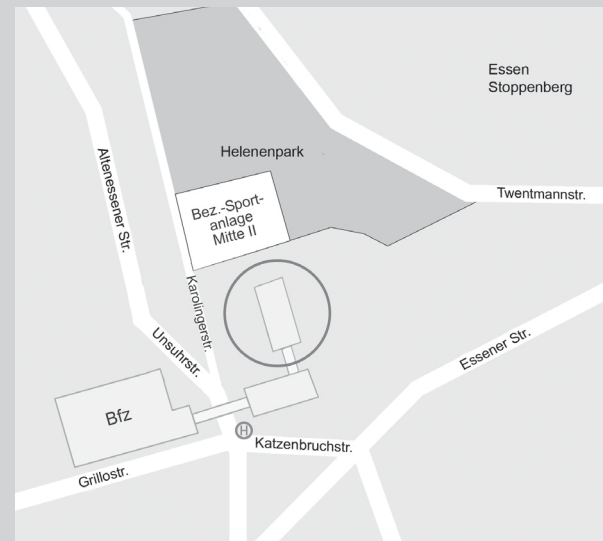 Essen
Stoppenberg
Helenenpark
Twentmannstr.
Altenessener Str.
Bez.-Sport-
anlage
Mitte II
Karolingerstr.
Unsuhrstr.
Essener Str.
Bfz
H
Katzenbruchstr.
Grillostr.